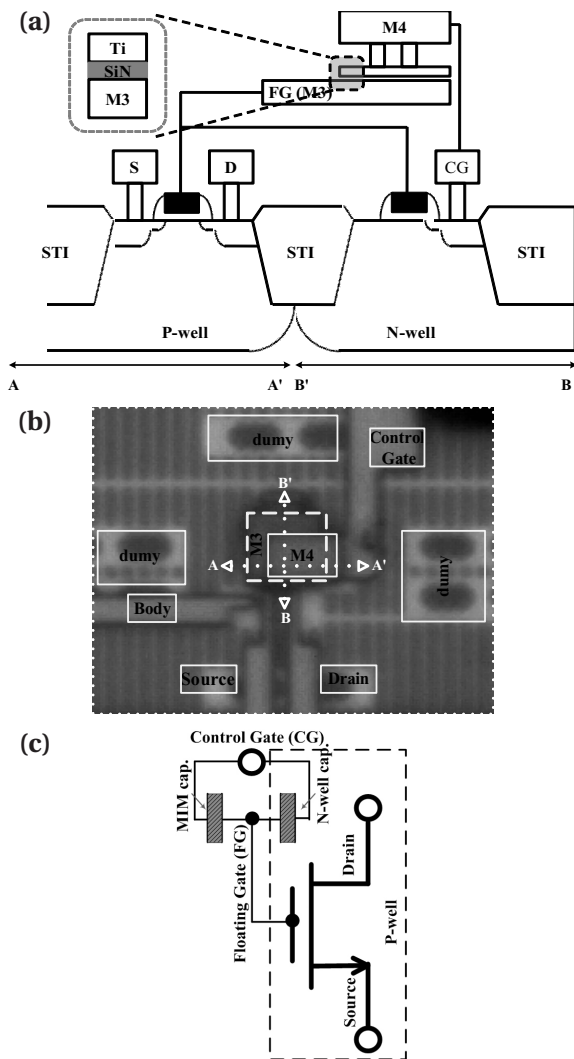 (a)
Ti
SiN
M3
M4
FG (M3)
S
D
CG
STI
STI
STI
P-well
N-well
A
A'
B'
B
(b)
dumy
Control
Gate
B'
dumy
M3
M4
A
A'
dumy
Body
B
Source
Drain
(c)
Control Gate (CG)
MIM cap.
N-well cap.
Floating Gate (FG)
Drain
P-well
Source